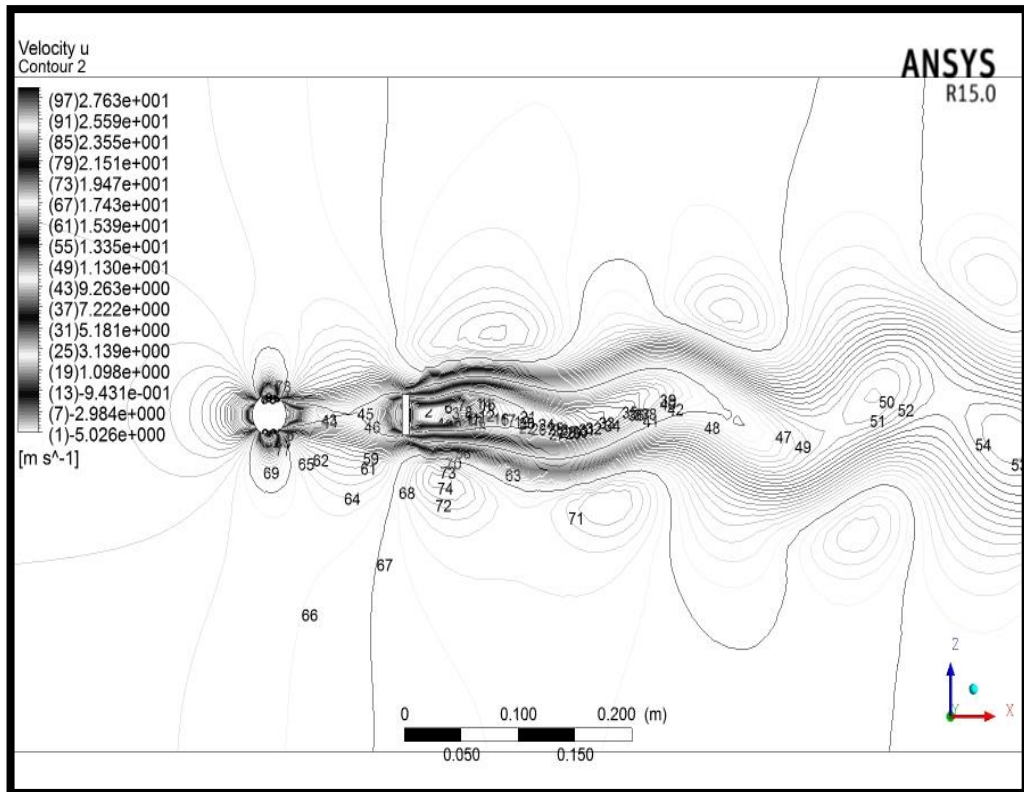 Velocity u
Contour 2
ANSYS
R15.0
(97)2.763e+001
(91)2.559e+001
(85)2.355e+001
(79)2.151e+001
(73)1.947e+001
(67)1.743e+001
(61)1.539e+001
(55)1.335e+001
(49)1.130e+001
(43)9.263e+000
(37)7.222e+000
(31)5.181e+000
(25)3.139e+000
(19)1.098e+000
(13)-9.431e-001
(7)-2.984e+000
(1)-5.026e+000
[m s^-1]
43
45
46
39
42
41
48
47
49
50
51
52
54
69
65
62
59
61
64
68
70
73
74
72
63
71
67
66
Z
Y
X
0 0.100 0.200 (m)
0.050 0.150